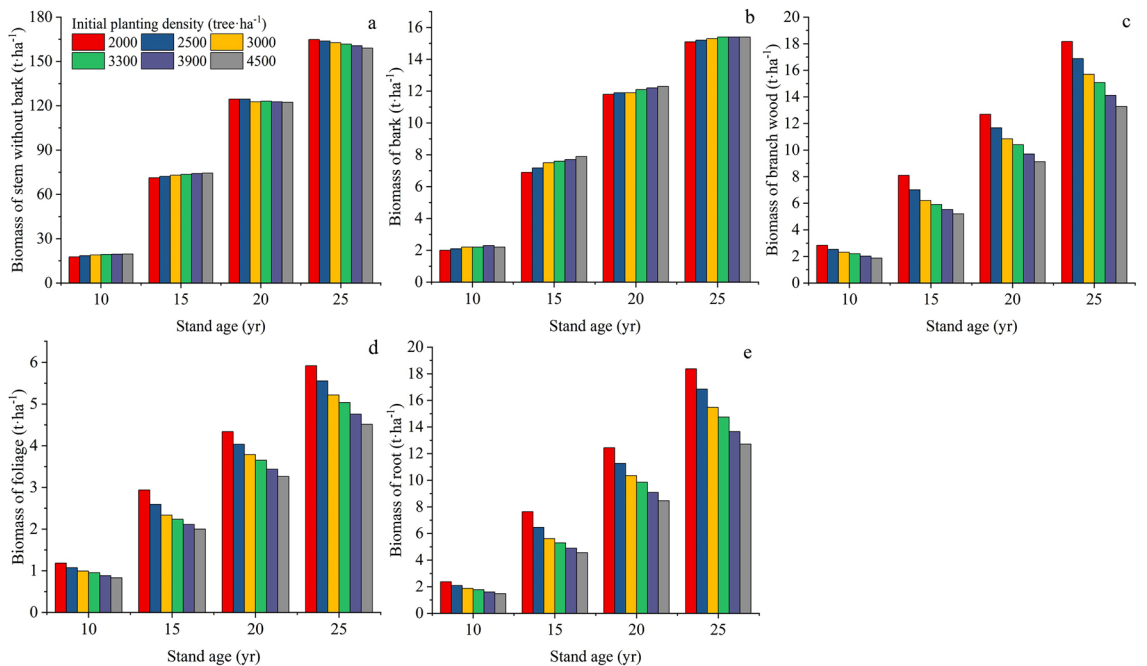 Initial planting density (tree·ha⁻¹)
2000 2500 3000
3300 3900 4500
a
Biomass of stem without bark (t·ha⁻¹)
180
150
120
90
60
30
0
10 15 20 25
Stand age (yr)
b
Biomass of bark (t·ha⁻¹)
16
14
12
10
8
6
4
2
0
10 15 20 25
Stand age (yr)
c
Biomass of branch wood (t·ha⁻¹)
20
18
16
14
12
10
8
6
4
2
0
10 15 20 25
Stand age (yr)
d
Biomass of foliage (t·ha⁻¹)
6
5
4
3
2
1
0
10 15 20 25
Stand age (yr)
e
Biomass of root (t·ha⁻¹)
20
18
16
14
12
10
8
6
4
2
0
10 15 20 25
Stand age (yr)